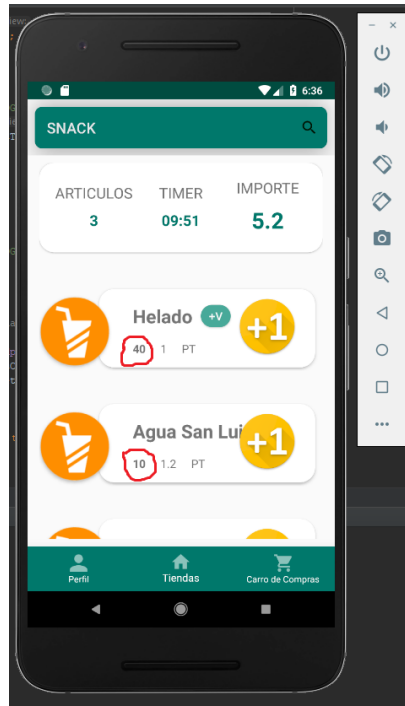 6:36
SNACK
ARTICULOS TIMER IMPORTE
3 09:51 5.2
Helado +V +1
40 1 PT
Agua San Lui +1
10 1.2 PT
Perfil Tiendas Carro de Compras